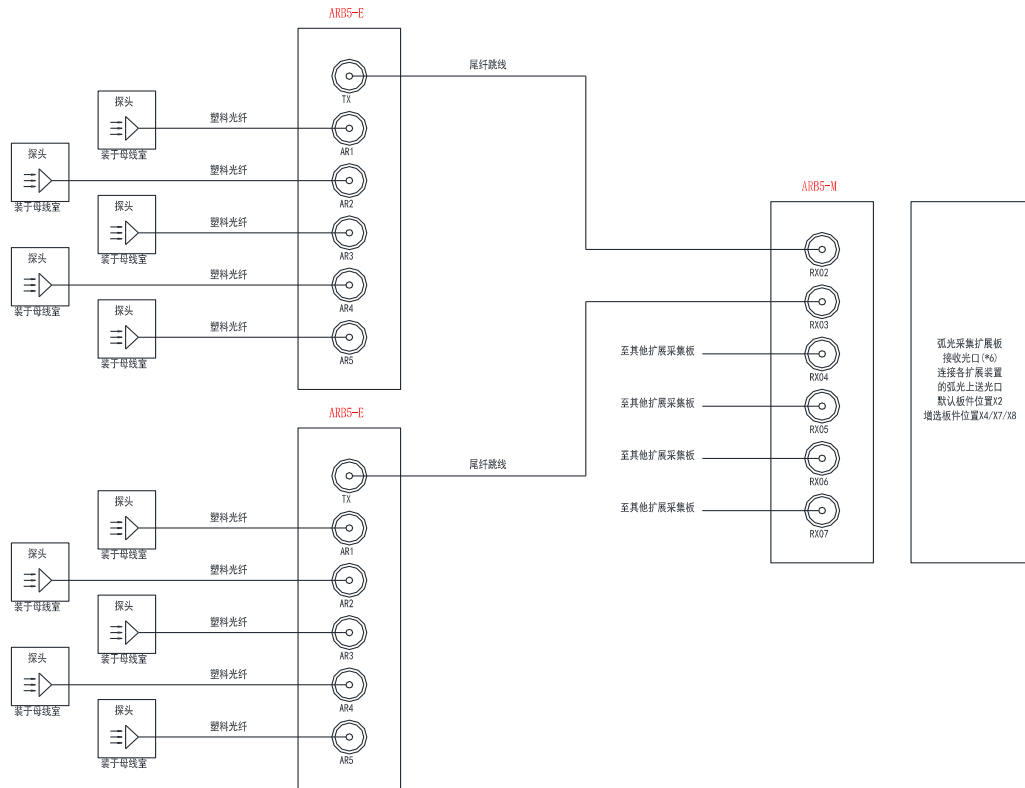 ARB5-E
尾纤跳线
TX
探头
塑料光纤
装于母线室
AR1
探头
塑料光纤
装于母线室
AR2
探头
塑料光纤
装于母线室
AR3
探头
塑料光纤
装于母线室
AR4
探头
塑料光纤
装于母线室
AR5
ARB5-E
尾纤跳线
TX
探头
塑料光纤
装于母线室
AR1
探头
塑料光纤
装于母线室
AR2
探头
塑料光纤
装于母线室
AR3
探头
塑料光纤
装于母线室
AR4
探头
塑料光纤
装于母线室
AR5
ARB5-M
RX02
RX03
至其他扩展采集板
RX04
至其他扩展采集板
RX05
至其他扩展采集板
RX06
至其他扩展采集板
RX07
弧光采集扩展板
接收光口(*6)
连接各扩展装置
的弧光上送光口
默认板件位置X2
增选板件位置X4/X7/X8